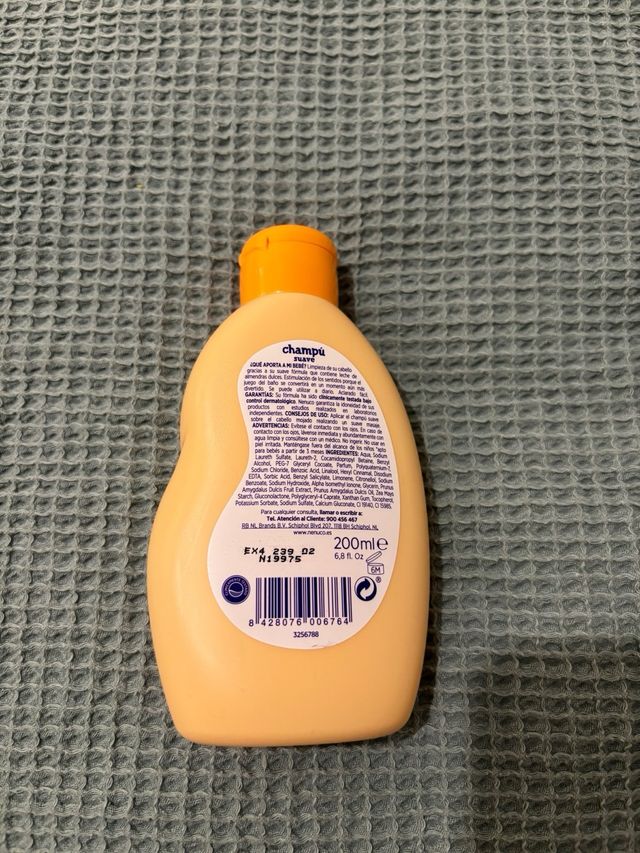 champú
suave
¿QUÉ APORTA A MI BEBÉ? Limpieza de su cabello
gracias a su suave fórmula que contiene leche de
almendras dulces. Estimulación de los sentidos porque el
juego del baño se convertirá en un momento aún más
divertido. Se puede utilizar a diario. Aclarado fácil.
GARANTÍAS: Su fórmula ha sido clínicamente testada bajo
control dermatológico. Nenuco garantiza la idoneidad de sus
productos con estudios realizados en laboratorios
independientes. CONSEJOS DE USO: Aplicar el champú suave
sobre el cabello mojado realizando un suave masaje.
ADVERTENCIAS: Evítese el contacto con los ojos. En caso de
contacto con los ojos, lávense inmediata y abundantemente con
agua limpia y consúltese con un médico. No ingerir. No usar en
piel irritada. Manténgase fuera del alcance de los niños *apto
para bebés a partir de 3 meses INGREDIENTES: Aqua, Sodium
Laureth Sulfate, Laureth-2, Cocamidopropyl Betaine, Benzyl
Alcohol, PEG-7 Glyceryl Cocoate, Parfum, Polyquaternium-7,
Sodium Chloride, Benzoic Acid, Linalool, Hexyl Cinnamal, Disodium
EDTA, Sorbic Acid, Benzyl Salicylate, Limonene, Citronellol, Sodium
Benzoate, Sodium Hydroxide, Alpha Isomethyl Ionone, Glycerin, Prunus
Amygdalus Dulcis Fruit Extract, Prunus Amygdalus Dulcis Oil, Zea Mays
Starch, Gluconolactone, Polyglyceryl-4 Caprate, Xanthan Gum, Tocopherol,
Potassium Sorbate, Sodium Sulfate, Calcium Gluconate, CI 19140, CI 15985.
Para cualquier consulta, llamar o escribir a:
Tel. Atención al Cliente: 900 456 467
RB NL Brands B.V. Schiphol Blvd 207, 1118 BH Schiphol, NL
www.nenuco.es
200ml e
6,8 fl. Oz
6M
EX4 239 02
N19975
8 428076 006764
3256788